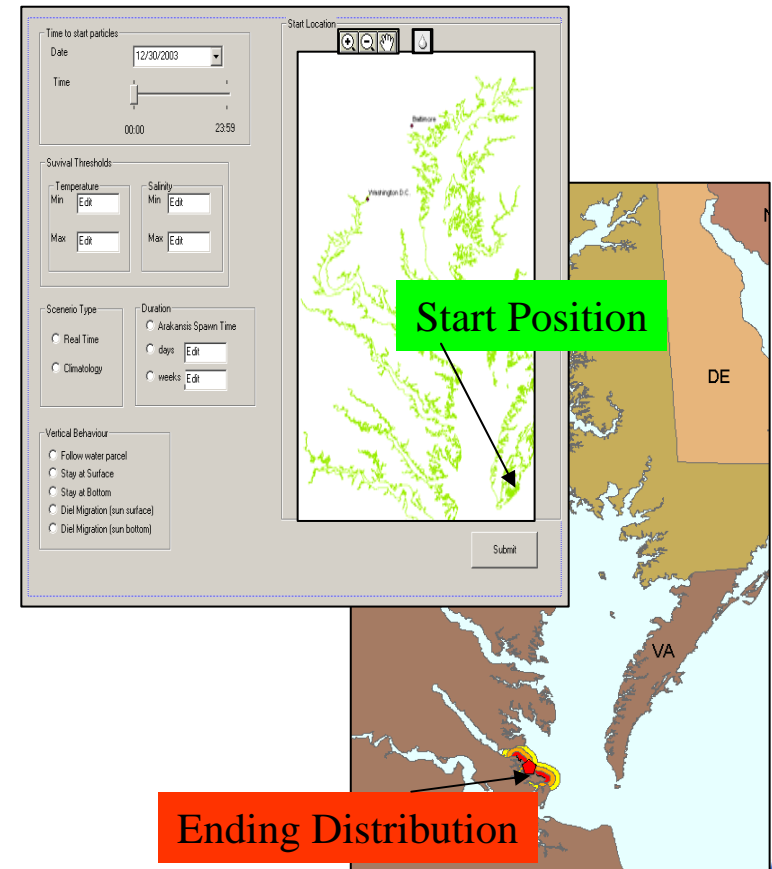 Time to start particles
Date
12/30/2003
Time
00:00
23:59
Suvival Thresholds
Temperature
Min Edit
Max Edit
Salinity
Min Edit
Max Edit
Scenerio Type
Real Time
Climatology
Duration
Arakansis Spawn Time
days Edit
weeks Edit
Vertical Behaviour
Follow water parcel
Stay at Surface
Stay at Bottom
Diel Migration (sun surface)
Diel Migration (sun bottom)
Start Location
Baltimore
Washington D.C.
Submit
Start Position
DE
VA
Ending Distribution